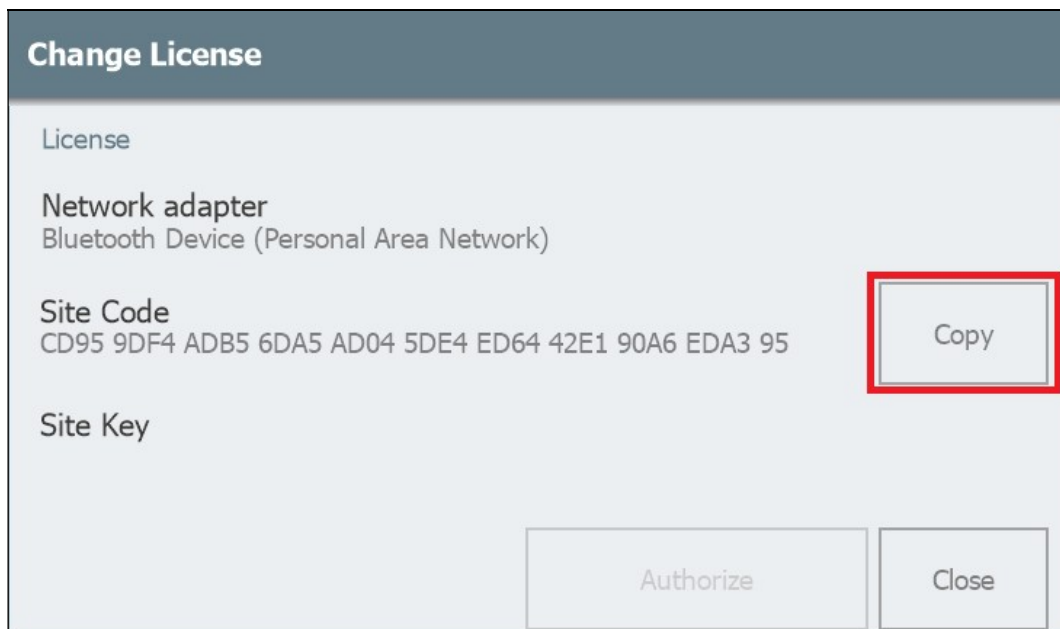 Change License
License
Network adapter
Bluetooth Device (Personal Area Network)
Site Code
CD95 9DF4 ADB5 6DA5 AD04 5DE4 ED64 42E1 90A6 EDA3 95
Copy
Site Key
Authorize
Close